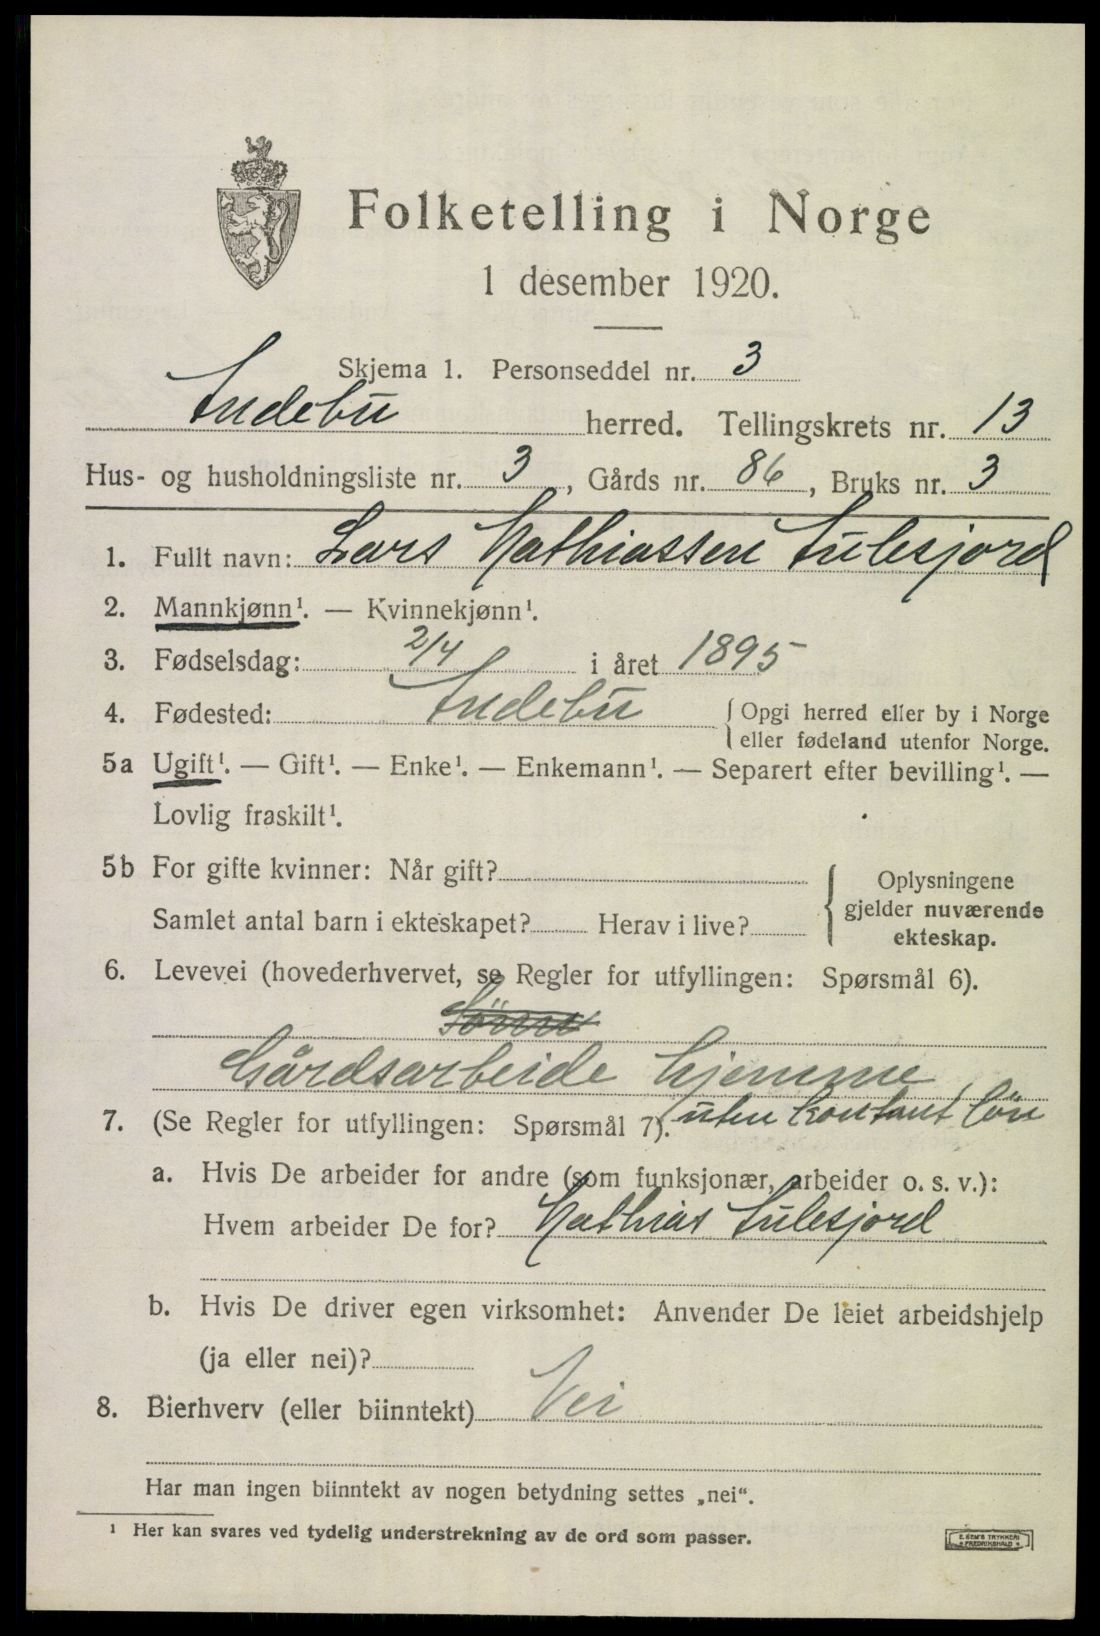 Folketelling i Norge
1 desember 1920.
Skjema 1. Personseddel nr. 3
Andebu herred. Tellingskrets nr. 13
Hus- og husholdningsliste nr. 3, Gårds nr. 86, Bruks nr. 3
1. Fullt navn: Lars Mathiassen Sulesjord
2. Mannkjønn¹. — Kvinnekjønn¹.
3. Fødselsdag: 2/4 i året 1895
4. Fødested: Andebu { Opgi herred eller by i Norge
eller fødeland utenfor Norge.
5a Ugift¹. — Gift¹. — Enke¹. — Enkemann¹. — Separert efter bevilling¹. —
Lovlig fraskilt¹.
5b For gifte kvinner: Når gift?
Samlet antal barn i ekteskapet? Herav i live?
{ Oplysningene
gjelder nuværende
ekteskap.
6. Levevei (hovederhvervet, se Regler for utfyllingen: Spørsmål 6).
Gårdsarbeide hjemme
uten kontant løn
7. (Se Regler for utfyllingen: Spørsmål 7).
a. Hvis De arbeider for andre (som funksjonær, arbeider o. s. v.):
Hvem arbeider De for? Mathias Sulesjord
b. Hvis De driver egen virksomhet: Anvender De leiet arbeidshjelp
(ja eller nei)?
8. Bierhverv (eller biinntekt) Nei
Har man ingen biinntekt av nogen betydning settes „nei“.
¹ Her kan svares ved tydelig understrekning av de ord som passer.
E. SEM'S TRYKKERI
FREDRIKSHALD